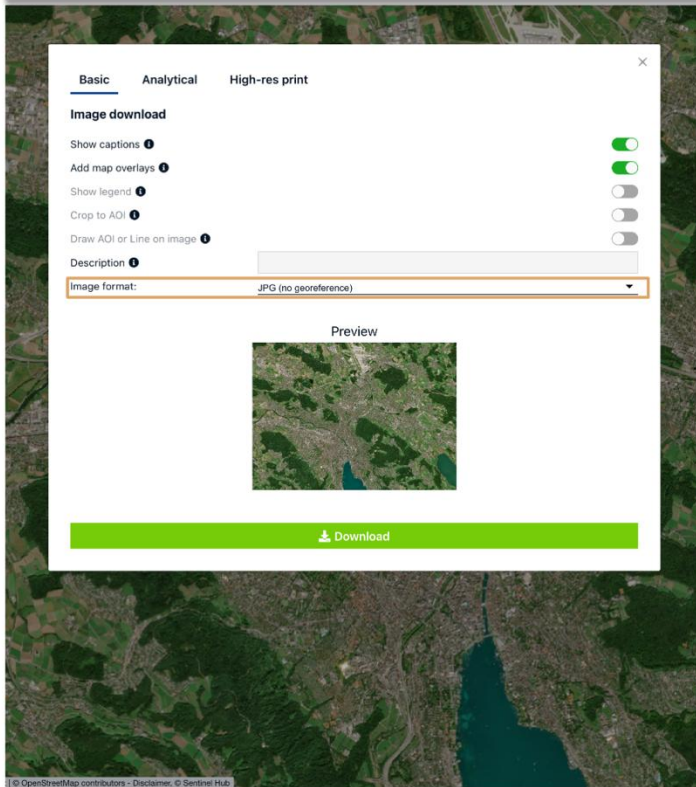 Basic Analytical High-res print
Image download
Show captions
Add map overlays
Show legend
Crop to AOI
Draw AOI or Line on image
Description
Image format: JPG (no georeference)
Preview
Download
| © OpenStreetMap contributors - Disclaimer, © Sentinel Hub